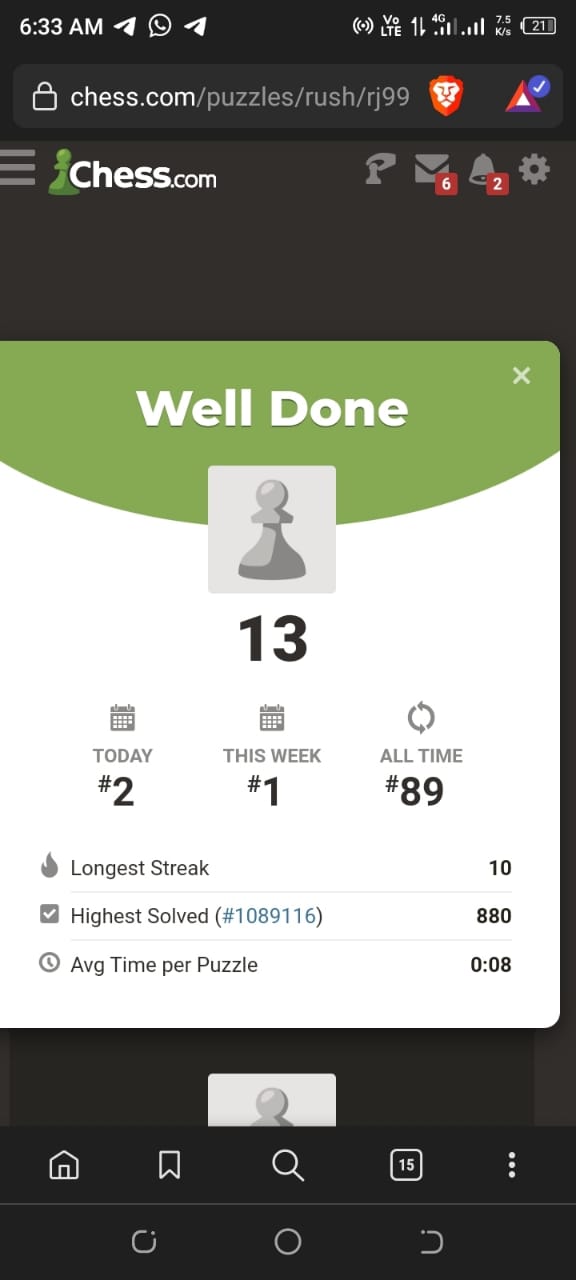 6:33 AM Vo LTE 4G 7.5 K/s 21
chess.com/puzzles/rush/rj99
Chess.com 6 2
Well Done
13
TODAY THIS WEEK ALL TIME
#2 #1 #89
Longest Streak 10
Highest Solved (#1089116) 880
Avg Time per Puzzle 0:08
15